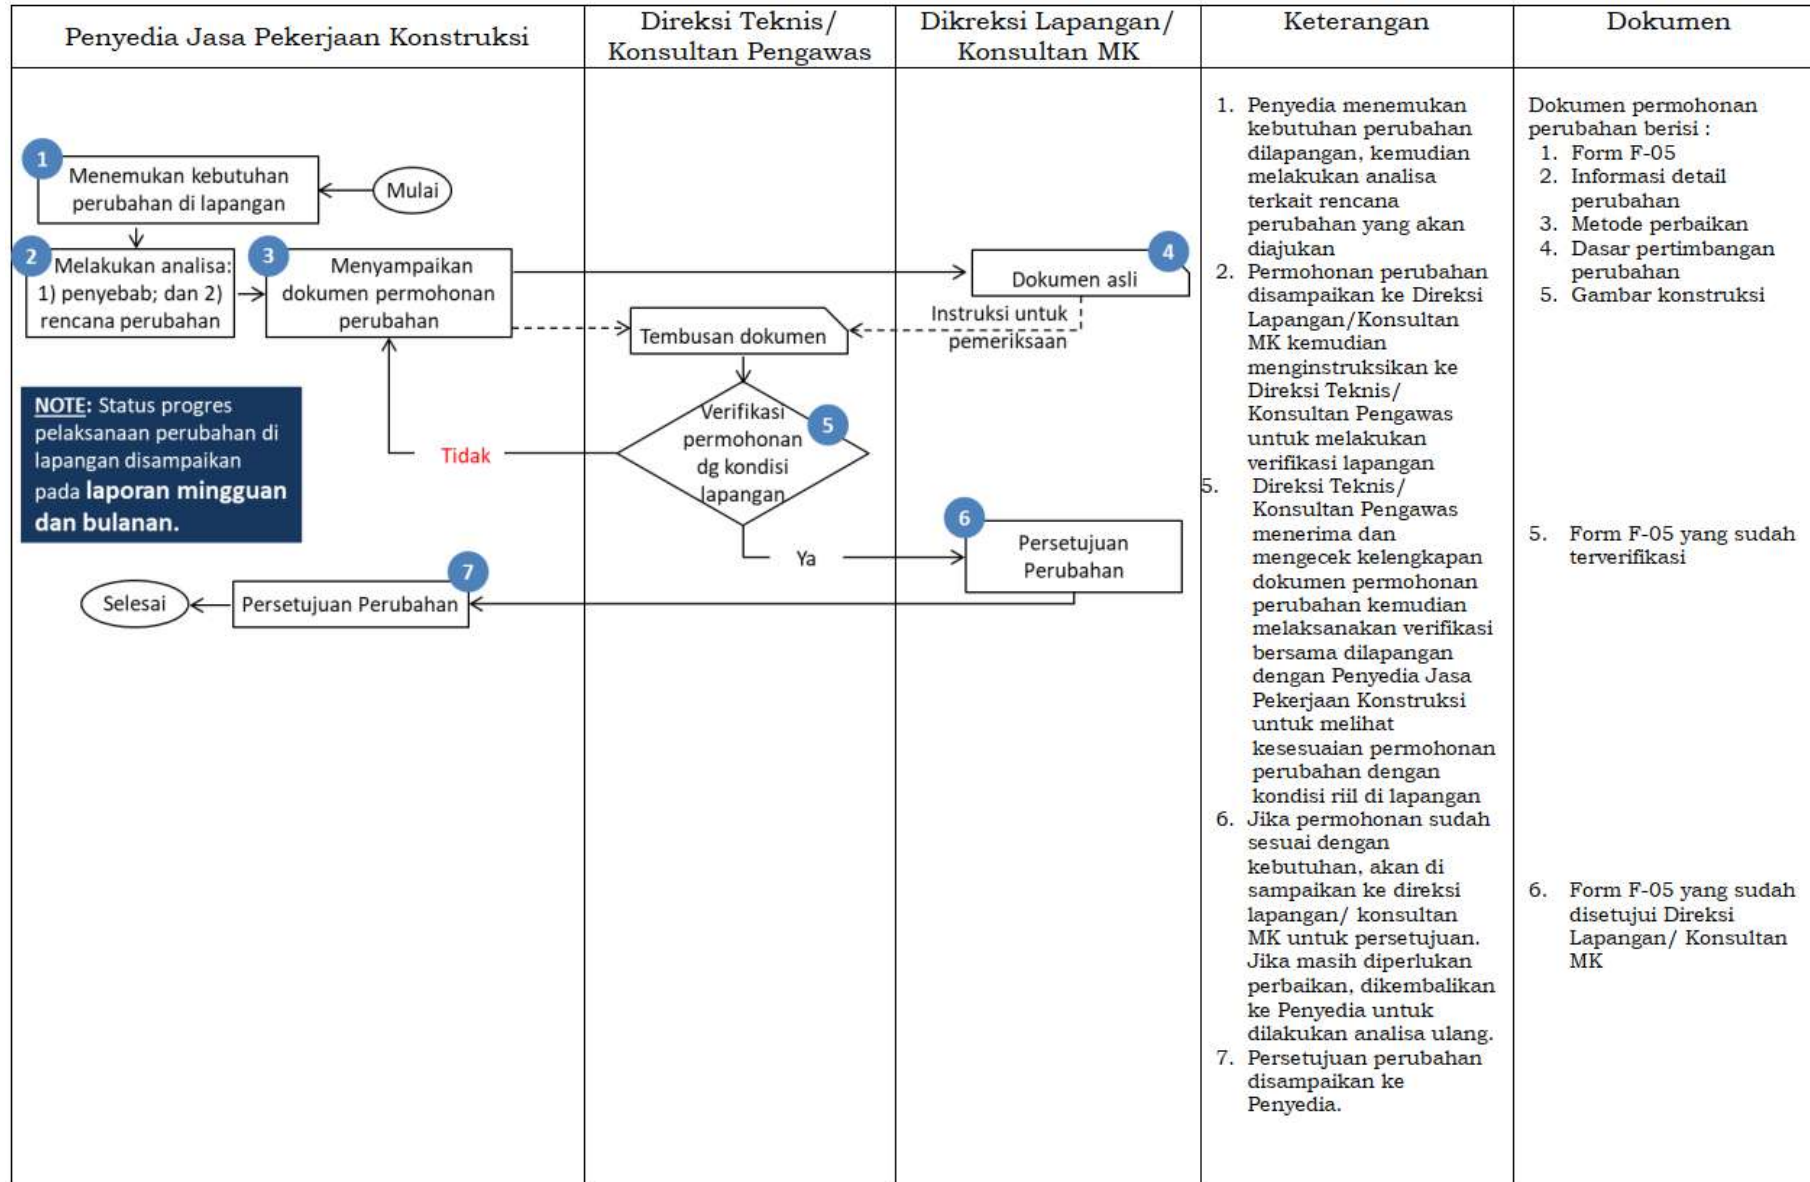 Penyedia Jasa Pekerjaan Konstruksi
Direksi Teknis/
Konsultan Pengawas
Dikreksi Lapangan/
Konsultan MK
Keterangan
Dokumen
1
Menemukan kebutuhan
perubahan di lapangan
Mulai
2
Melakukan analisa:
1) penyebab; dan 2)
rencana perubahan
3
Menyampaikan
dokumen permohonan
perubahan
4
Dokumen asli
Instruksi untuk
pemeriksaan
Tembusan dokumen
NOTE: Status progres
pelaksanaan perubahan di
lapangan disampaikan
pada laporan mingguan
dan bulanan.
Tidak
5
Verifikasi
permohonan
dg kondisi
lapangan
Ya
6
Persetujuan
Perubahan
7
Persetujuan Perubahan
Selesai
1. Penyedia menemukan
kebutuhan perubahan
dilapangan, kemudian
melakukan analisa
terkait rencana
perubahan yang akan
diajukan
2. Permohonan perubahan
disampaikan ke Direksi
Lapangan/Konsultan
MK kemudian
menginstruksikan ke
Direksi Teknis/
Konsultan Pengawas
untuk melakukan
verifikasi lapangan
5. Direksi Teknis/
Konsultan Pengawas
menerima dan
mengecek kelengkapan
dokumen permohonan
perubahan kemudian
melaksanakan verifikasi
bersama dilapangan
dengan Penyedia Jasa
Pekerjaan Konstruksi
untuk melihat
kesesuaian permohonan
perubahan dengan
kondisi riil di lapangan
6. Jika permohonan sudah
sesuai dengan
kebutuhan, akan di
sampaikan ke direksi
lapangan/ konsultan
MK untuk persetujuan.
Jika masih diperlukan
perbaikan, dikembalikan
ke Penyedia untuk
dilakukan analisa ulang.
7. Persetujuan perubahan
disampaikan ke
Penyedia.
Dokumen permohonan
perubahan berisi :
1. Form F-05
2. Informasi detail
perubahan
3. Metode perbaikan
4. Dasar pertimbangan
perubahan
5. Gambar konstruksi
5. Form F-05 yang sudah
terverifikasi
6. Form F-05 yang sudah
disetujui Direksi
Lapangan/ Konsultan
MK